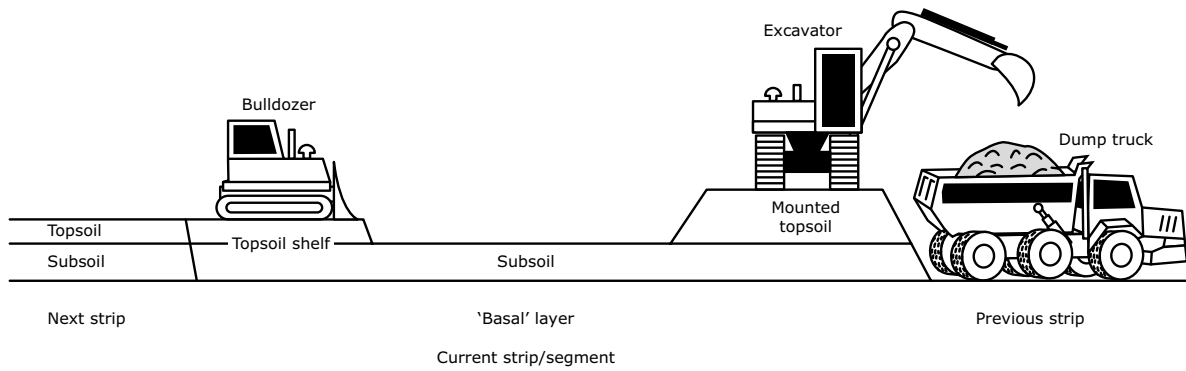 Excavator
Bulldozer
Dump truck
Mounted
topsoil
Topsoil
Topsoil shelf
Subsoil
Subsoil
Next strip
‘Basal’ layer
Previous strip
Current strip/segment